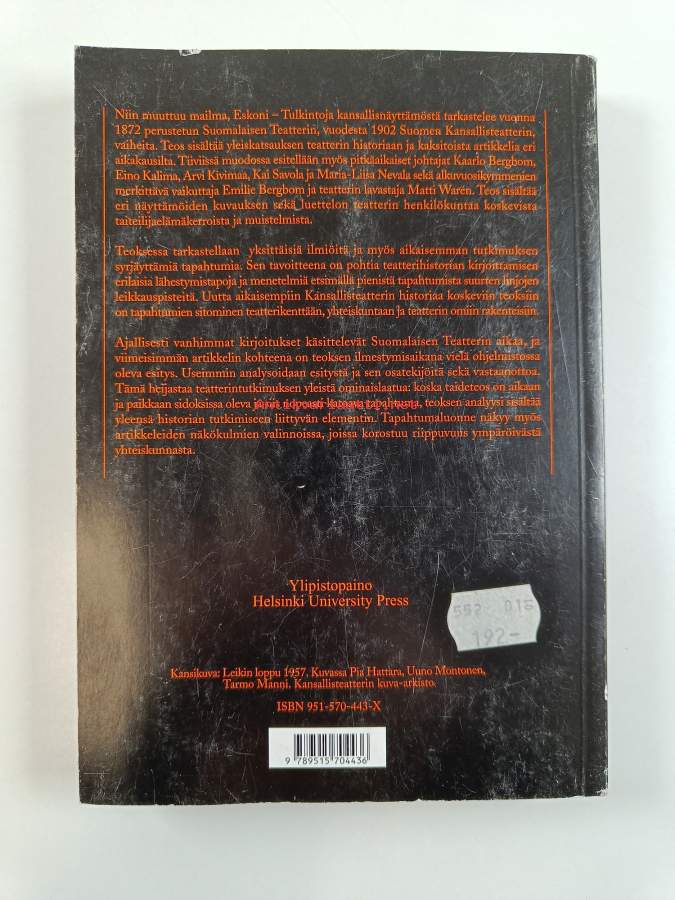 Niin muuttuu mailma, Eskoni – Tulkintoja kansallisnäyttämöstä tarkastelee vuonna
1872 perustetun Suomalaisen Teatterin, vuodesta 1902 Suomen Kansallisteatterin,
vaiheita. Teos sisältää yleiskatsauksen teatterin historiaan ja kaksitoista artikkelia eri
aikakausilta. Tiiviissä muodossa esitellään myös pitkäaikaiset johtajat Kaarlo Bergbom,
Eino Kalima, Arvi Kivimaa, Kai Savola ja Maria-Liisa Nevala sekä alkuvuosikymmenien
merkittävä vaikuttaja Emilie Bergbom ja teatterin lavastaja Matti Warén. Teos sisältää
eri näyttämöiden kuvauksen sekä luettelon teatterin henkilökuntaa koskevista
taiteilijaelämäkerroista ja muistelmista.
Teoksessa tarkastellaan yksittäisiä ilmiöitä ja myös aikaisemman tutkimuksen
syrjäyttämiä tapahtumia. Sen tavoitteena on pohtia teatterihistorian kirjoittamisen
erilaisia lähestymistapoja ja menetelmiä etsimällä pienistä tapahtumista suurten linjojen
leikkauspisteitä. Uutta aikaisempiin Kansallisteatterin historiaa koskeviin teoksiin
on tapahtumien sitominen teatterikenttään, yhteiskuntaan ja teatterin omiin rakenteisiin.
Ajallisesti vanhimmat kirjoitukset käsittelevät Suomalaisen Teatterin aikaa, ja
viimeisimmän artikkelin kohteena on teoksen ilmestymisaikana vielä ohjelmistossa
oleva esitys. Useimmiin analysoidaan esitystä ja sen osatekijöitä sekä vastaanottoa.
Tämä heijastaa teatterintutkimuksen yleistä ominaislaatua: koska taideteos on aikaan
ja paikkaan sidoksissa oleva ja siis nopeasti katoava tapahtuma, teoksen analyysi sisältää
yleensä historian tutkimiseen liittyvän elementin. Tapahtumaluonne näkyy myös
artikkeleiden näkökulmien valinnoissa, joissa korostuu riippuvuus ympäröivästä
yhteiskunnasta.
Ylipistopaino
Helsinki University Press
552 015
192-
Kansikuva: Leikin loppu 1957, Kuvassa Pia Hattara, Uuno Montonen,
Tarmo Manni. Kansallisteatterin kuva-arkisto.
ISBN 951-570-443-X
9 789515 704436